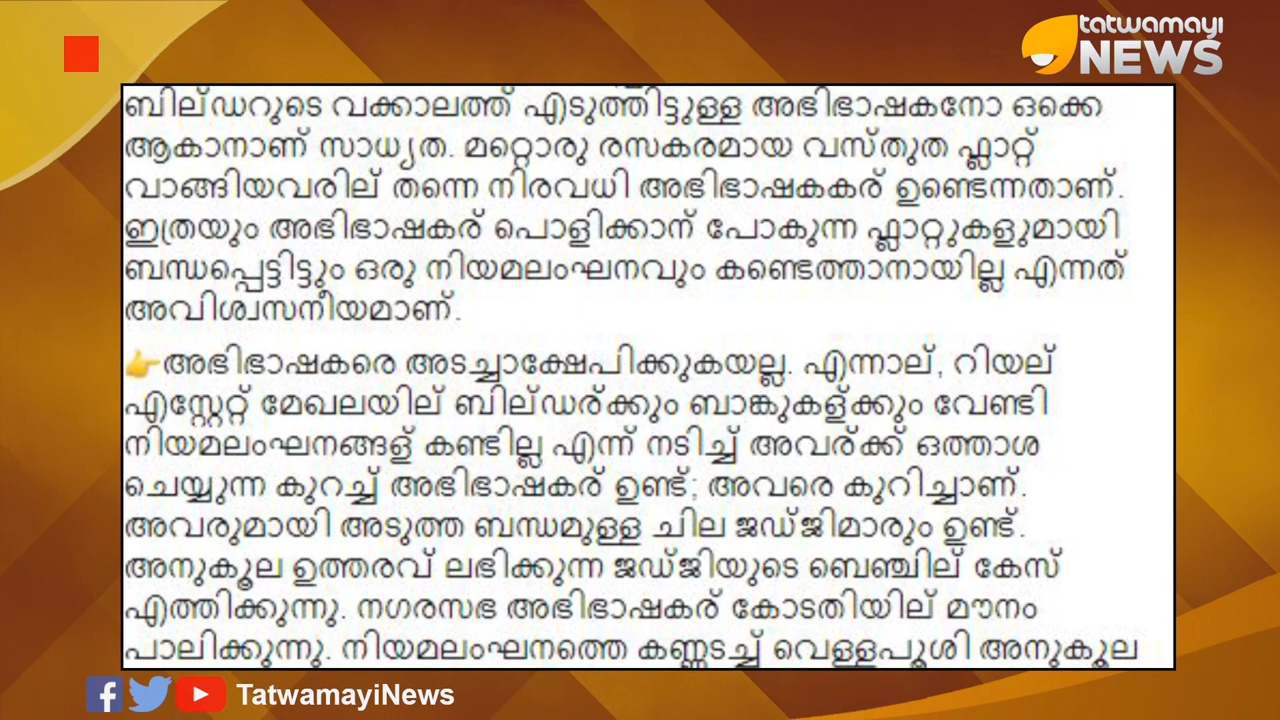 tatwamayi
NEWS
ബില്ഡറുടെ വക്കാലത്ത് എടുത്തിട്ടുള്ള അഭിഭാഷകനോ ഒക്കെ
ആകാനാണ് സാധ്യത. മറ്റൊരു രസകരമായ വസ്തുത ഫ്ലാറ്റ്
വാങ്ങിയവരില് തന്നെ നിരവധി അഭിഭാഷകകര് ഉണ്ടെന്നതാണ്.
ഇത്രയും അഭിഭാഷകര് പൊളിക്കാന് പോകുന്ന ഫ്ലാറ്റുകളുമായി
ബന്ധപ്പെട്ടിട്ടും ഒരു നിയമലംഘനവും കണ്ടെത്താനായില്ല എന്നത്
അവിശ്വസനീയമാണ്.
👉അഭിഭാഷകരെ അടച്ചാക്ഷേപിക്കുകയല്ല. എന്നാല്, റിയല്
എസ്റ്റേറ്റ് മേഖലയില് ബില്ഡര്ക്കും ബാങ്കുകള്ക്കും വേണ്ടി
നിയമലംഘനങ്ങള് കണ്ടില്ല എന്ന് നടിച്ച് അവര്ക്ക് ഒത്താശ
ചെയ്യുന്ന കുറച്ച് അഭിഭാഷകര് ഉണ്ട്; അവരെ കുറിച്ചാണ്.
അവരുമായി അടുത്ത ബന്ധമുള്ള ചില ജഡ്ജിമാരും ഉണ്ട്.
അനുകൂല ഉത്തരവ് ലഭിക്കുന്ന ജഡ്ജിയുടെ ബെഞ്ചില് കേസ്
എത്തിക്കുന്നു. നഗരസഭ അഭിഭാഷകര് കോടതിയില് മൗനം
പാലിക്കുന്നു. നിയമലംഘനത്തെ കണ്ണടച്ച് വെള്ളപൂശി അനുകൂല
TatwamayiNews